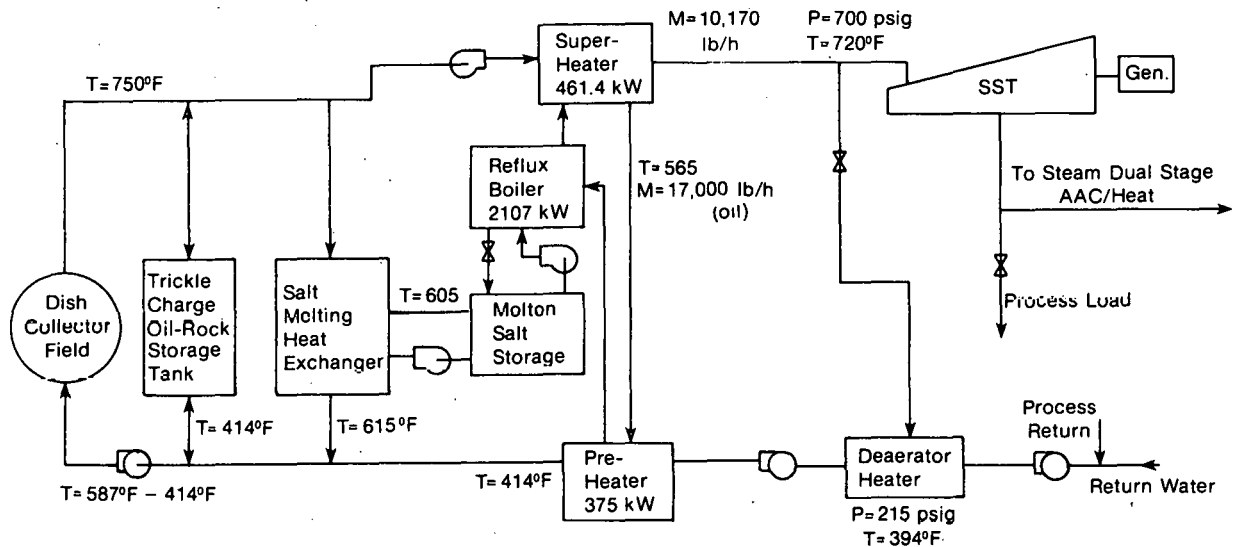 M=10,170
lb/h
P=700 psig
T=720ºF
Super-
Heater
461.4 kW
T=750ºF
SST
Gen.
Reflux
Boiler
2107 kW
T=565
M=17,000 lb/h
(oil)
To Steam Dual Stage
AAC/Heat
Dish
Collector
Field
Trickle
Charge
Oil-Rock
Storage
Tank
Salt
Melting
Heat
Exchanger
T=605
Molton
Salt
Storage
Process Load
T=414ºF
T=615ºF
Process
Return
T=587ºF – 414ºF
T=414ºF
Pre-
Heater
375 kW
Deaerator
Heater
Return Water
P=215 psig
T=394ºF